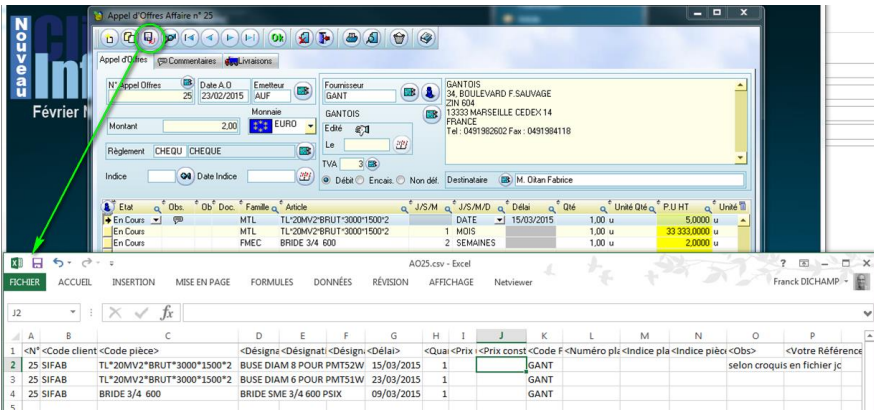 Nouveau
Février
Appel d'Offres Affaire n° 25
Appel d'Offres Commentaires Livraisons
N° Appel Offres Date A.O Emetteur Fournisseur
25 23/02/2015 AUF GANT
GANTOIS
34, BOULEVARD F.SAUVAGE
ZIN 604
13333 MARSEILLE CEDEX 14
FRANCE
Tel : 0491982602 Fax : 0491984118
Monnaie GANTOIS
Montant 2,00 EURO Edité
Le
Règlement CHEQU CHEQUE
TVA 3
Indice Date Indice Débit Encais. Non déf. Destinataire M. Oitan Fabrice
Etat Obs. Ob Doc. Famille Article J/S/M J/S/M/D Délai Qté Unité Qté P.U HT Unité
En Cours MTL TL*20MV2*BRUT*3000*1500*2 DATE 15/03/2015 1,00 u 5,0000 u
En Cours MTL TL*20MV2*BRUT*3000*1500*2 1 MOIS 1,00 u 33 333,0000 u
En Cours FMEC BRIDE 3/4 600 2 SEMAINES 1,00 u 2,0000 u
AO25.csv - Excel
FICHIER ACCUEIL INSERTION MISE EN PAGE FORMULES DONNÉES RÉVISION AFFICHAGE Netviewer Franck DICHAMP
J2 fx
A B C D E F G H I J K L M N O P
1 <N° <Code client <Code pièce> <Désigna <Désignati <Désign <Délai> <Qua <Prix <Prix const <Code F <Numéro pla <Indice pla <Indice pièce <Obs> <Votre Référence
2 25 SIFAB TL*20MV2*BRUT*3000*1500*2 BUSE DIAM 8 POUR PMT52W 15/03/2015 1 GANT selon croquis en fichier jo
3 25 SIFAB TL*20MV2*BRUT*3000*1500*2 BUSE DIAM 6 POUR PMT51W 23/03/2015 1 GANT
4 25 SIFAB BRIDE 3/4 600 BRIDE SME 3/4 600 PSIX 09/03/2015 1 GANT
5